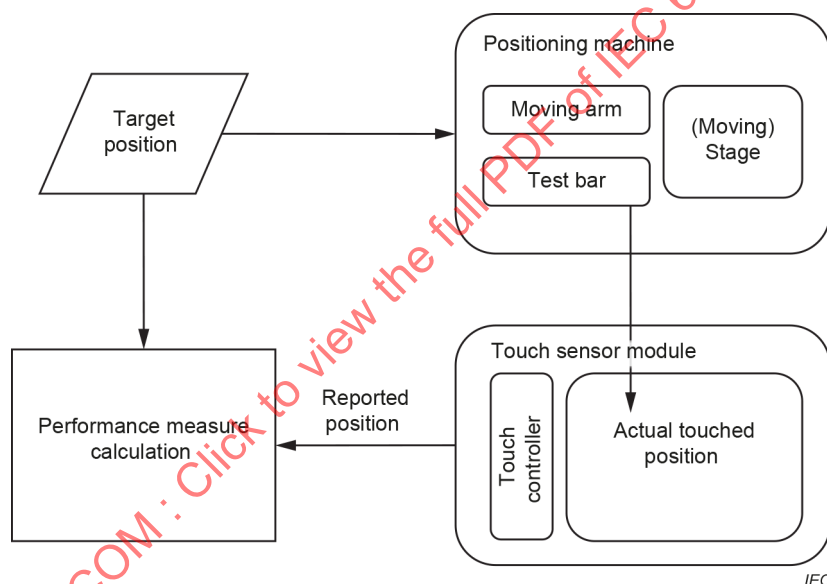 Positioning machine
Target
position
Moving arm
(Moving)
Stage
Test bar
Touch sensor module
Performance measure
calculation
Reported
position
Touch
controller
Actual touched
position
COM : Click to view the full PDF of IEC 6
IEC